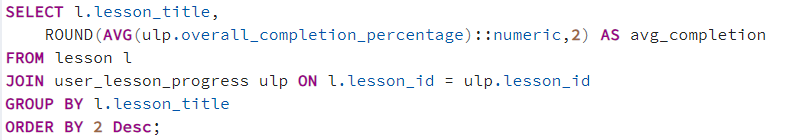 SELECT l.lesson_title,
    ROUND(AVG(ulp.overall_completion_percentage)::numeric,2) AS avg_completion
FROM lesson l
JOIN user_lesson_progress ulp ON l.lesson_id = ulp.lesson_id
GROUP BY l.lesson_title
ORDER BY 2 Desc;